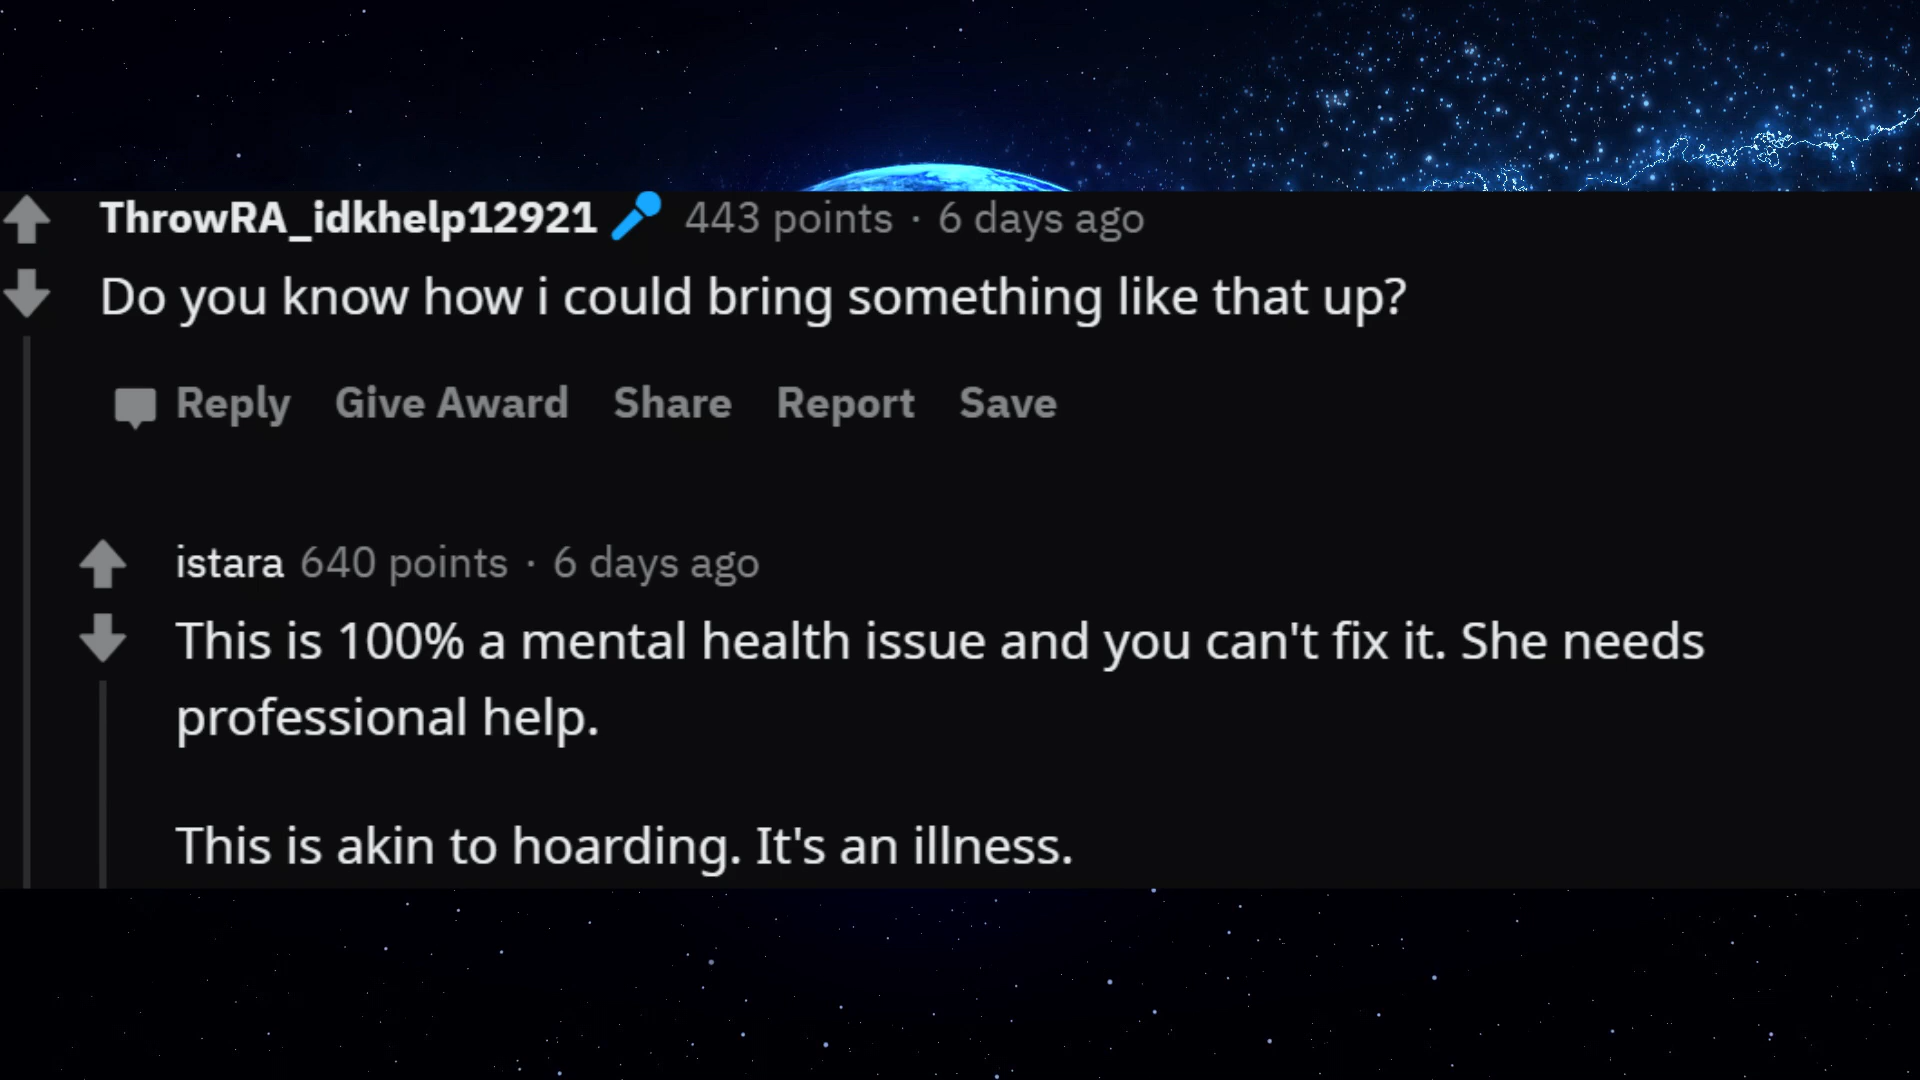 ThrowRA_idkhelp12921 443 points · 6 days ago
Do you know how i could bring something like that up?
Reply Give Award Share Report Save
istara 640 points · 6 days ago
This is 100% a mental health issue and you can't fix it. She needs
professional help.
This is akin to hoarding. It's an illness.